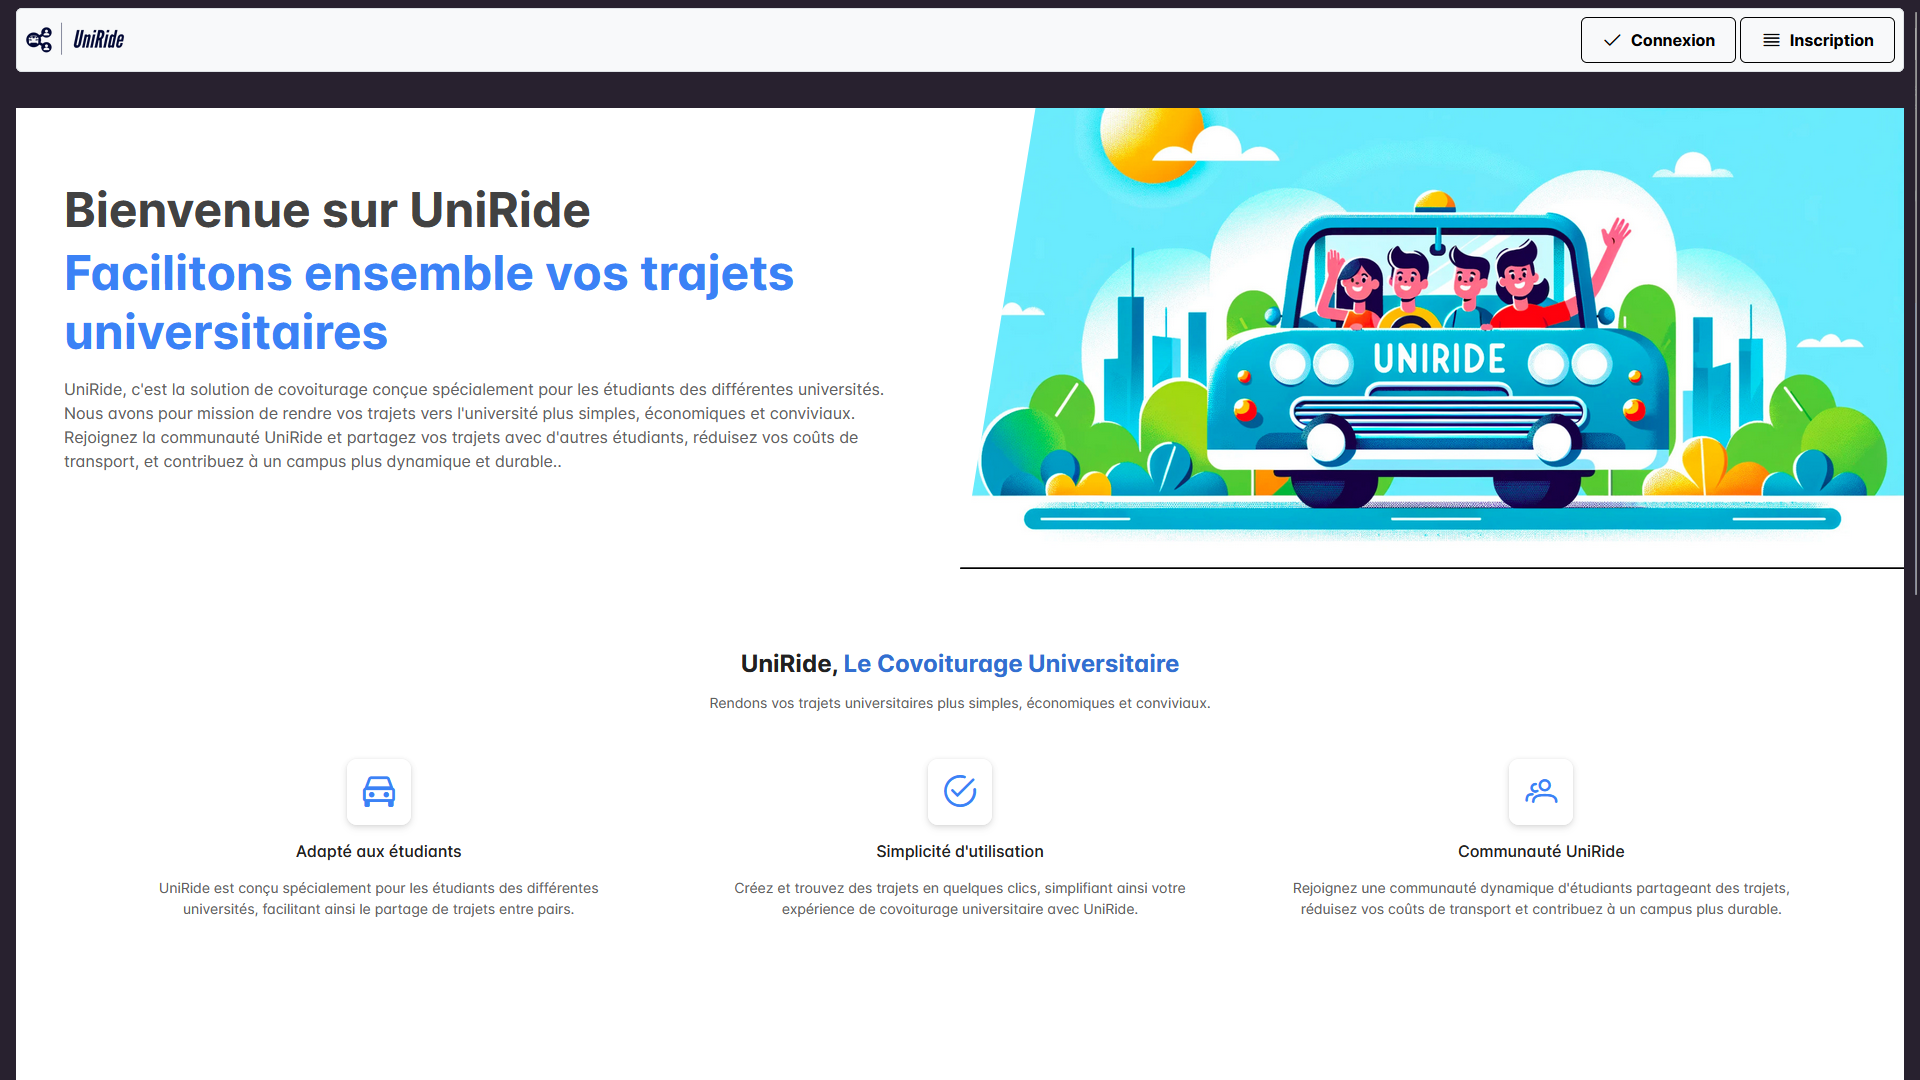 UniRide
Connexion
Inscription
Bienvenue sur UniRide
Facilitons ensemble vos trajets
universitaires
UniRide, c'est la solution de covoiturage conçue spécialement pour les étudiants des différentes universités.
Nous avons pour mission de rendre vos trajets vers l'université plus simples, économiques et conviviaux.
Rejoignez la communauté UniRide et partagez vos trajets avec d'autres étudiants, réduisez vos coûts de
transport, et contribuez à un campus plus dynamique et durable..
UNIRIDE
UniRide, Le Covoiturage Universitaire
Rendons vos trajets universitaires plus simples, économiques et conviviaux.
Adapté aux étudiants
UniRide est conçu spécialement pour les étudiants des différentes
universités, facilitant ainsi le partage de trajets entre pairs.
Simplicité d'utilisation
Créez et trouvez des trajets en quelques clics, simplifiant ainsi votre
expérience de covoiturage universitaire avec UniRide.
Communauté UniRide
Rejoignez une communauté dynamique d'étudiants partageant des trajets,
réduisez vos coûts de transport et contribuez à un campus plus durable.